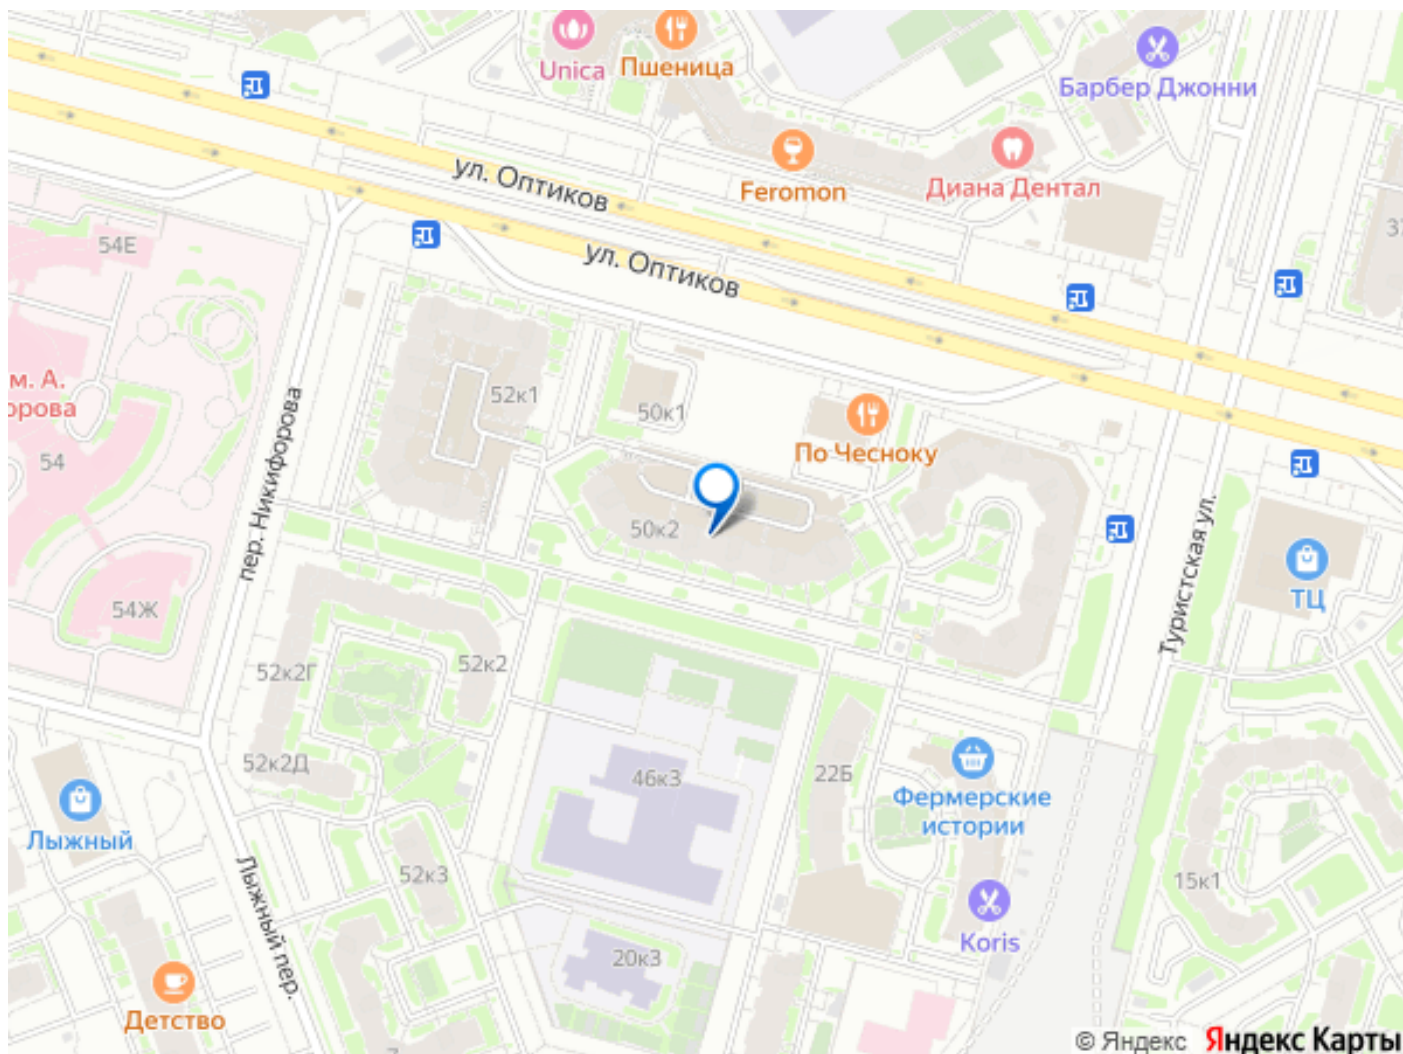 Unica
Пшеница
Барбер Джонни
ул. Оптиков
Feromon
Диана Дентал
ул. Оптиков
54Е
37
м. А.
орова
54
пер. Никифорова
52к1
50к1
По Чесноку
50к2
Туристская ул.
ТЦ
54Ж
52к2Г
52к2
52к2Д
46к3
22Б
Фермерские
истории
Лыжный
52к3
15к1
Лыжный пер.
20к3
Koris
Детство
7
© Яндекс Яндекс Карты